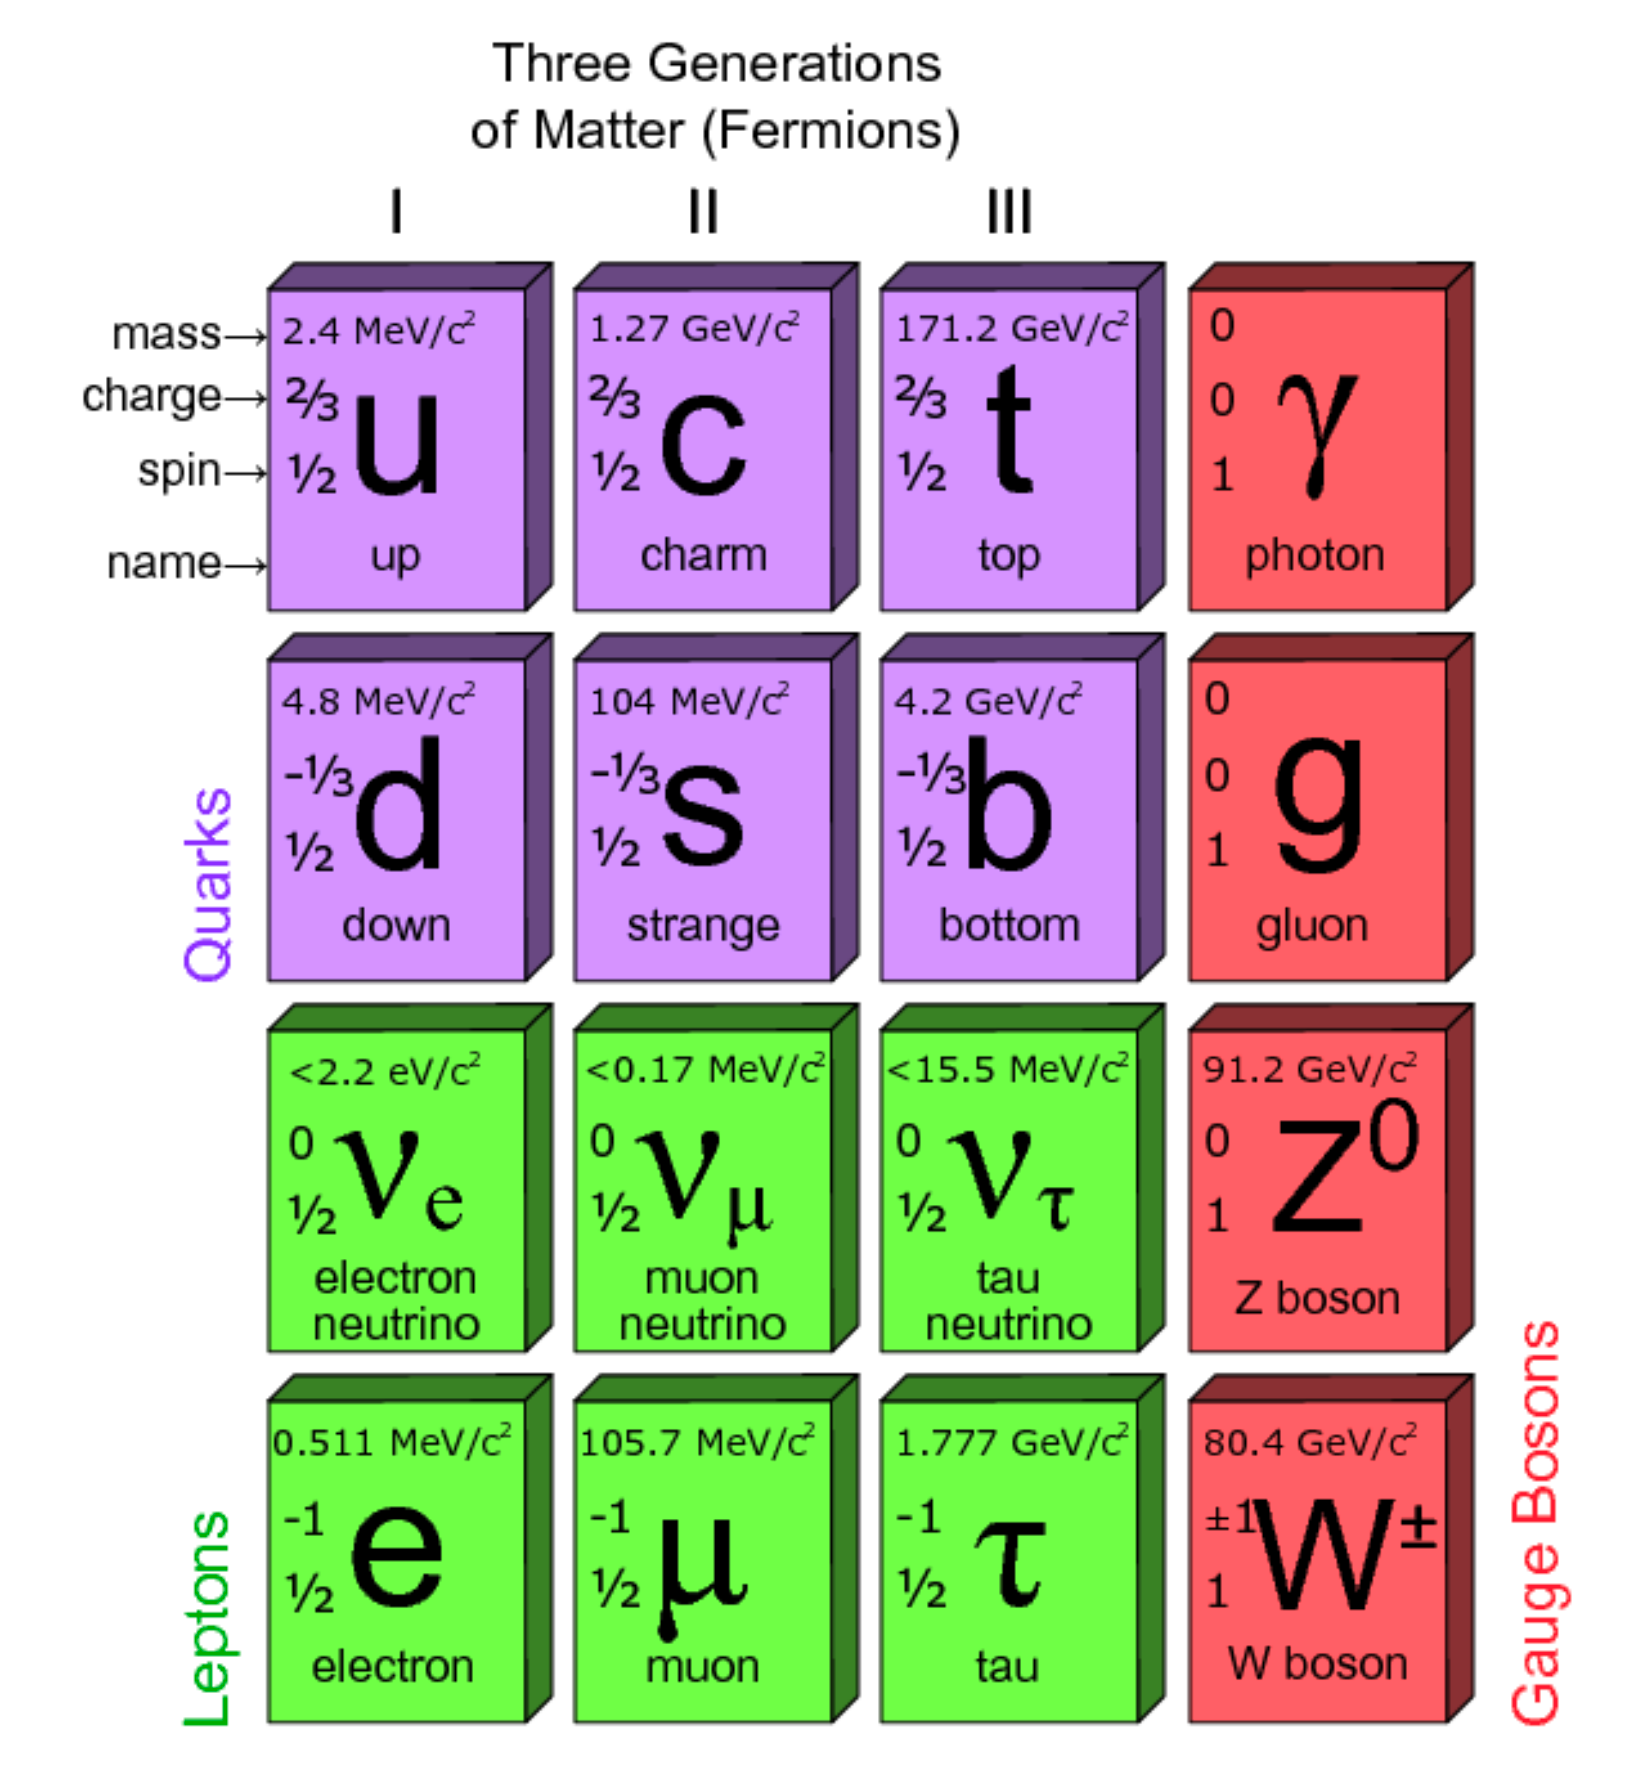 Three Generations
of Matter (Fermions)
I
II
III
mass→
charge→
spin→
name→
2.4 MeV/c²
⅔
½
u
up
1.27 GeV/c²
⅔
½
c
charm
171.2 GeV/c²
⅔
½
t
top
0
0
1
γ
photon
Quarks
4.8 MeV/c²
-⅓
½
d
down
104 MeV/c²
-⅓
½
s
strange
4.2 GeV/c²
-⅓
½
b
bottom
0
0
1
g
gluon
<2.2 eV/c²
0
½
νe
electron
neutrino
<0.17 MeV/c²
0
½
νμ
muon
neutrino
<15.5 MeV/c²
0
½
ντ
tau
neutrino
91.2 GeV/c²
0
1
Z⁰
Z boson
Leptons
0.511 MeV/c²
-1
½
e
electron
105.7 MeV/c²
-1
½
μ
muon
1.777 GeV/c²
-1
½
τ
tau
80.4 GeV/c²
±1
1
W±
W boson
Gauge Bosons